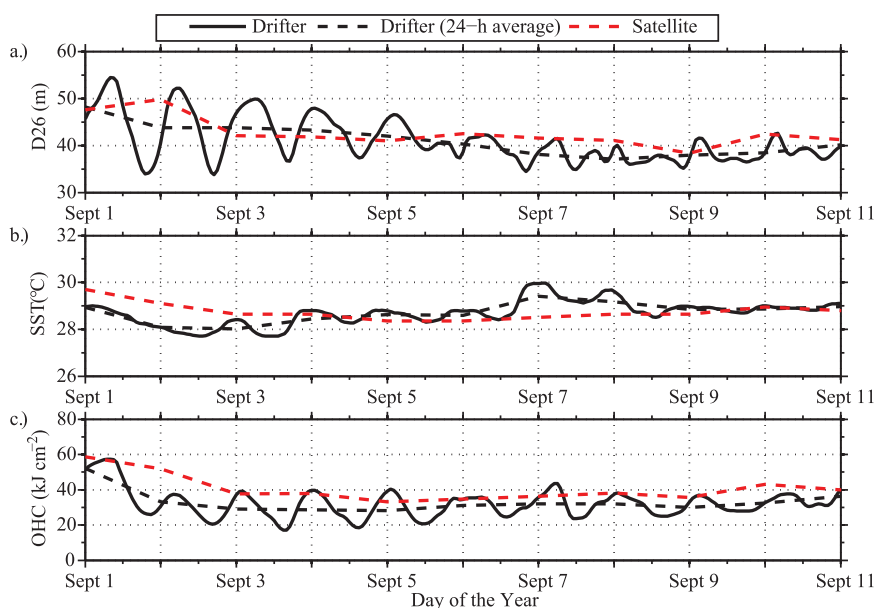 Drifter Drifter (24−h average) Satellite
a.)
D26 (m)
60
50
40
30
Sept 1 Sept 3 Sept 5 Sept 7 Sept 9 Sept 11
b.)
SST(°C)
32
30
28
26
Sept 1 Sept 3 Sept 5 Sept 7 Sept 9 Sept 11
c.)
OHC (kJ cm⁻²)
80
60
40
20
0
Sept 1 Sept 3 Sept 5 Sept 7 Sept 9 Sept 11
Day of the Year